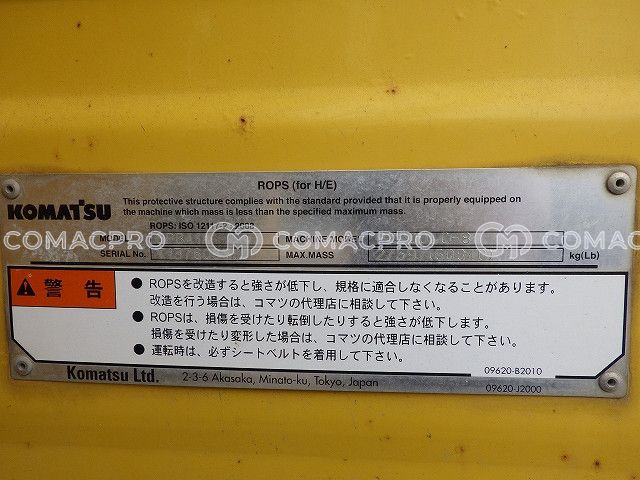 ROPS (for H/E)
KOMATSU
This protective structure complies with the standard provided that it is properly equipped on
the machine which mass is less than the specified maximum mass.
ROPS: ISO 12117-2: 2008
MODEL
MACHINE MODEL
SERIAL No.
MAX.MASS
kg(Lb)
COMACPRO COMACPRO COMACPRO
警告
● ROPSを改造すると強さが低下し、規格に適合しなくなることがあります。
改造を行う場合は、コマツの代理店に相談して下さい。
● ROPSは、損傷を受けたり転倒したりすると強さが低下します。
損傷を受けたり変形した場合は、コマツの代理店に相談して下さい。
● 運転時は、必ずシートベルトを着用して下さい。
09620-B2010
Komatsu Ltd. 2-3-6 Akasaka, Minato-ku, Tokyo, Japan
09620-J2000